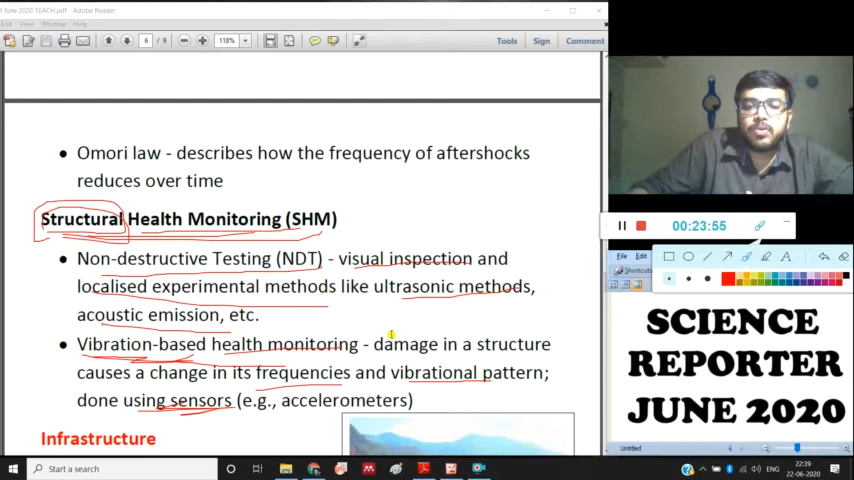 June 2020 TEACH.pdf - Adobe Reader
Edit View Window Help
6 / 9 118% Tools Sign Comment
• Omori law - describes how the frequency of aftershocks
reduces over time
Structural Health Monitoring (SHM)
• Non-destructive Testing (NDT) - visual inspection and
localised experimental methods like ultrasonic methods,
acoustic emission, etc.
• Vibration-based health monitoring - damage in a structure
causes a change in its frequencies and vibrational pattern;
done using sensors (e.g., accelerometers)
Infrastructure
00:23:55
File Edit
Shortcuts
A
SCIENCE
REPORTER
JUNE 2020
Untitled
Start a search
ENG
22:39
22-06-2020